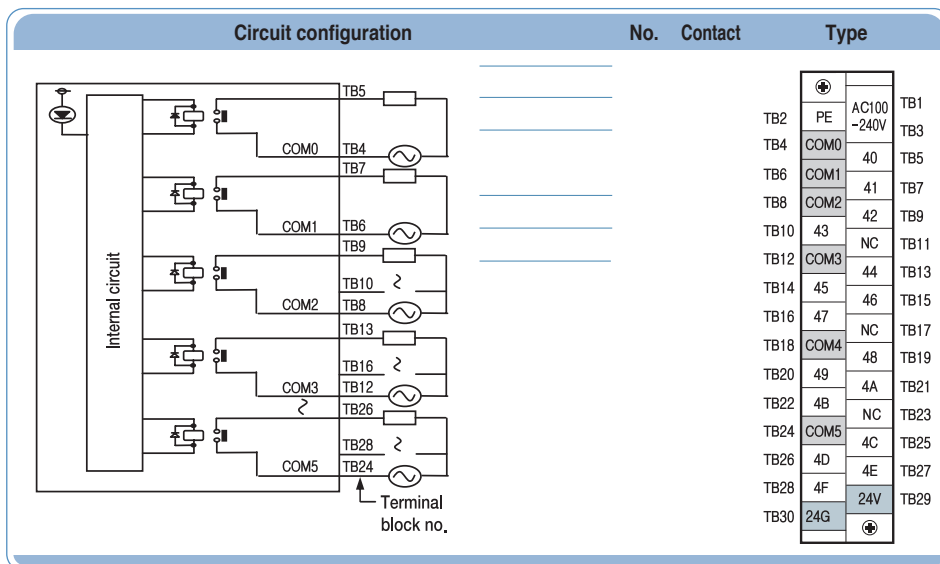 Circuit configuration No. Contact Type
Internal circuit
TB5
COM0 TB4
TB7
COM1 TB6
TB9
TB10
COM2 TB8
TB13
TB16
COM3 TB12
TB26
TB28
COM5 TB24
Terminal
block no.
AC100 TB1
TB2 PE -240V TB3
TB4 COM0
40 TB5
TB6 COM1
41 TB7
TB8 COM2
42 TB9
TB10 43
NC TB11
TB12 COM3
44 TB13
TB14 45
46 TB15
TB16 47
NC TB17
TB18 COM4
48 TB19
TB20 49
4A TB21
TB22 4B
NC TB23
TB24 COM5
4C TB25
TB26 4D
4E TB27
TB28 4F
24V TB29
TB30 24G